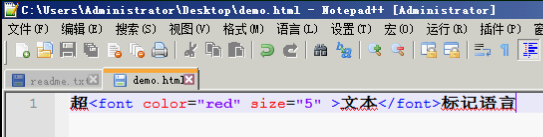 C:\Users\Administrator\Desktop\demo.html - Notepad++ [Administrator]
文件(F) 编辑(E) 搜索(S) 视图(V) 格式(M) 语言(L) 设置(T) 宏(O) 运行(R) 插件(P) 窗
readme.txt demo.html
1 超<font color="red" size="5" >文本</font>标记语言